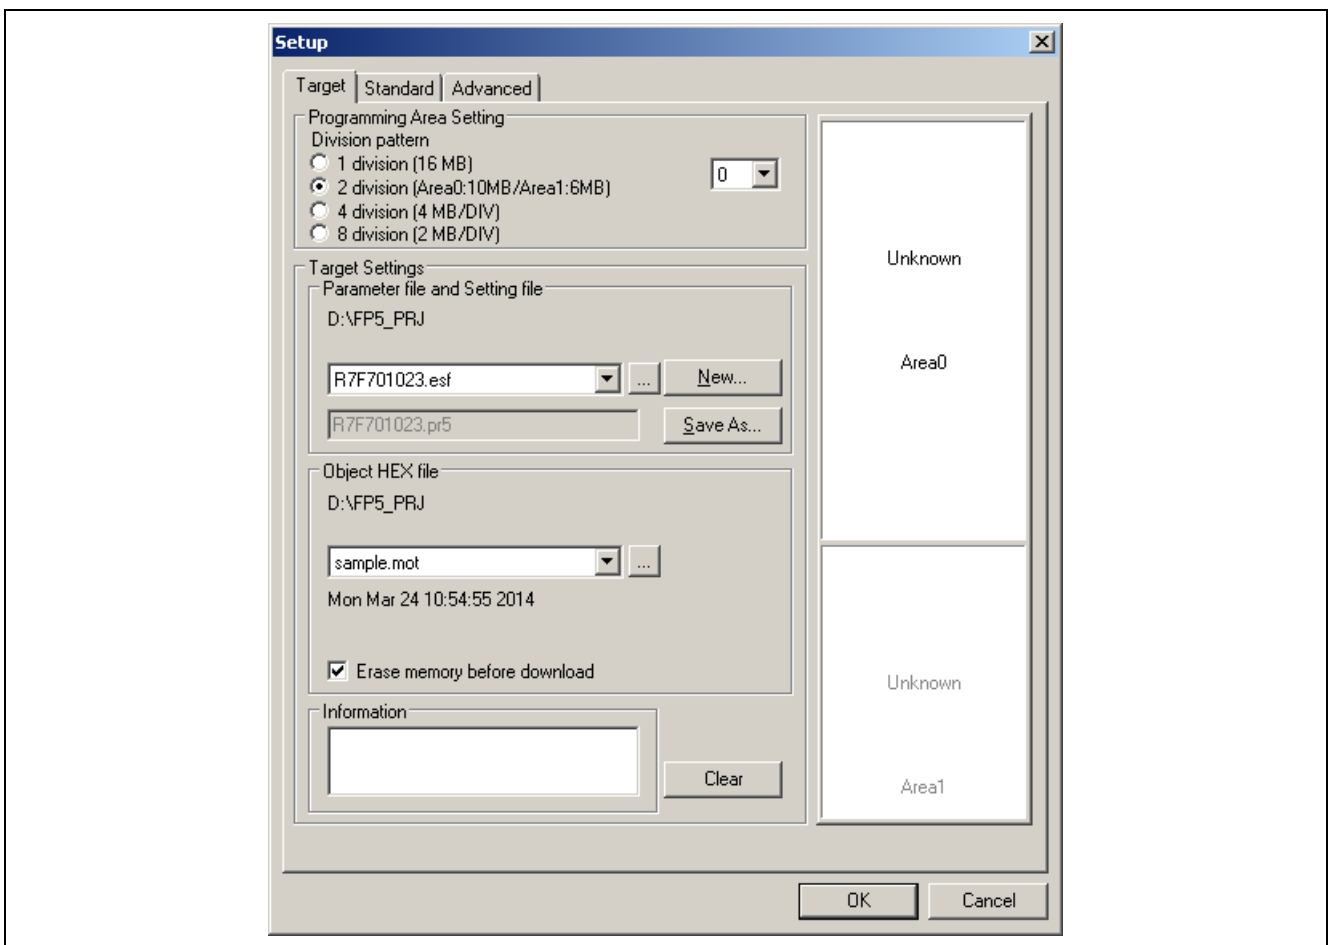 Setup
Target Standard Advanced
Programming Area Setting
Division pattern
1 division (16 MB)
2 division (Area0:10MB/Area1:6MB)
4 division (4 MB/DIV)
8 division (2 MB/DIV)
0
Target Settings
Parameter file and Setting file
D:\FP5_PRJ
R7F701023.esf
...
New...
R7F701023.pr5
Save As...
Object HEX file
D:\FP5_PRJ
sample.mot
...
Mon Mar 24 10:54:55 2014
Erase memory before download
Information
Clear
Unknown
Area0
Unknown
Area1
OK
Cancel